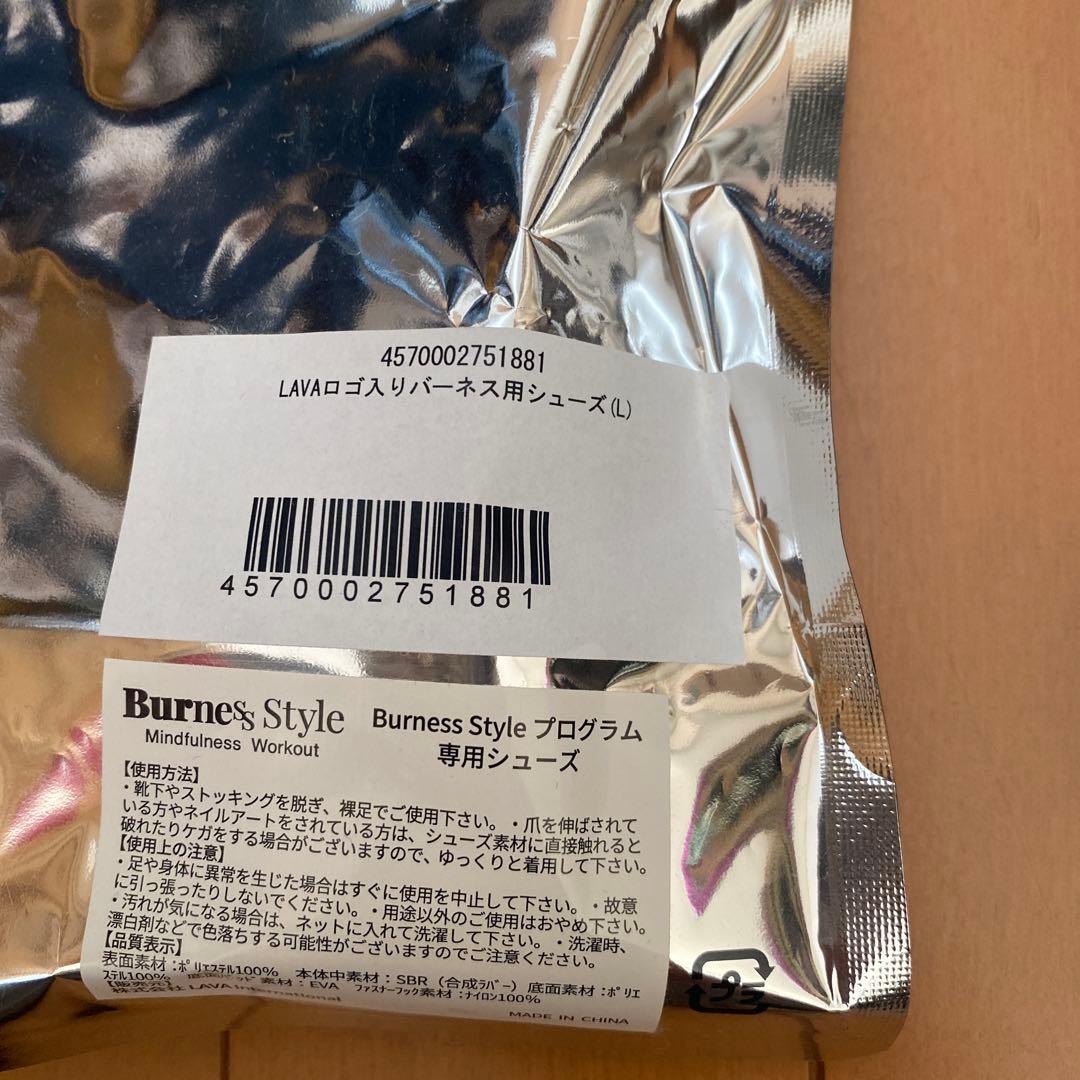 4570002751881
LAVAロゴ入りバーネス用シューズ(L)
4570002751881
Burness Style
Mindfulness Workout
Burness Style プログラム
専用シューズ
【使用方法】
・靴下やストッキングを脱ぎ、裸足でご使用下さい。・爪を伸ばされて
いる方やネイルアートをされている方は、シューズ素材に直接触れると
破れたりケガをする場合がございますので、ゆっくりと着用して下さい。
【使用上の注意】
・足や身体に異常を生じた場合はすぐに使用を中止して下さい。・故意
に引っ張ったりしないでください。・用途以外のご使用はおやめ下さい。
・汚れが気になる場合は、ネットに入れて洗濯して下さい。・洗濯時、
漂白剤などで色落ちする可能性がございますのでご注意ください。
【品質表示】
表面素材：ポリエステル100% 本体中素材：SBR（合成ラバー）底面素材：ポリエ
ステル100% 底面パッド素材：EVA ファスナーフック素材：ナイロン100%
【販売元】
株式会社 LAVA International
MADE IN CHINA
プラ